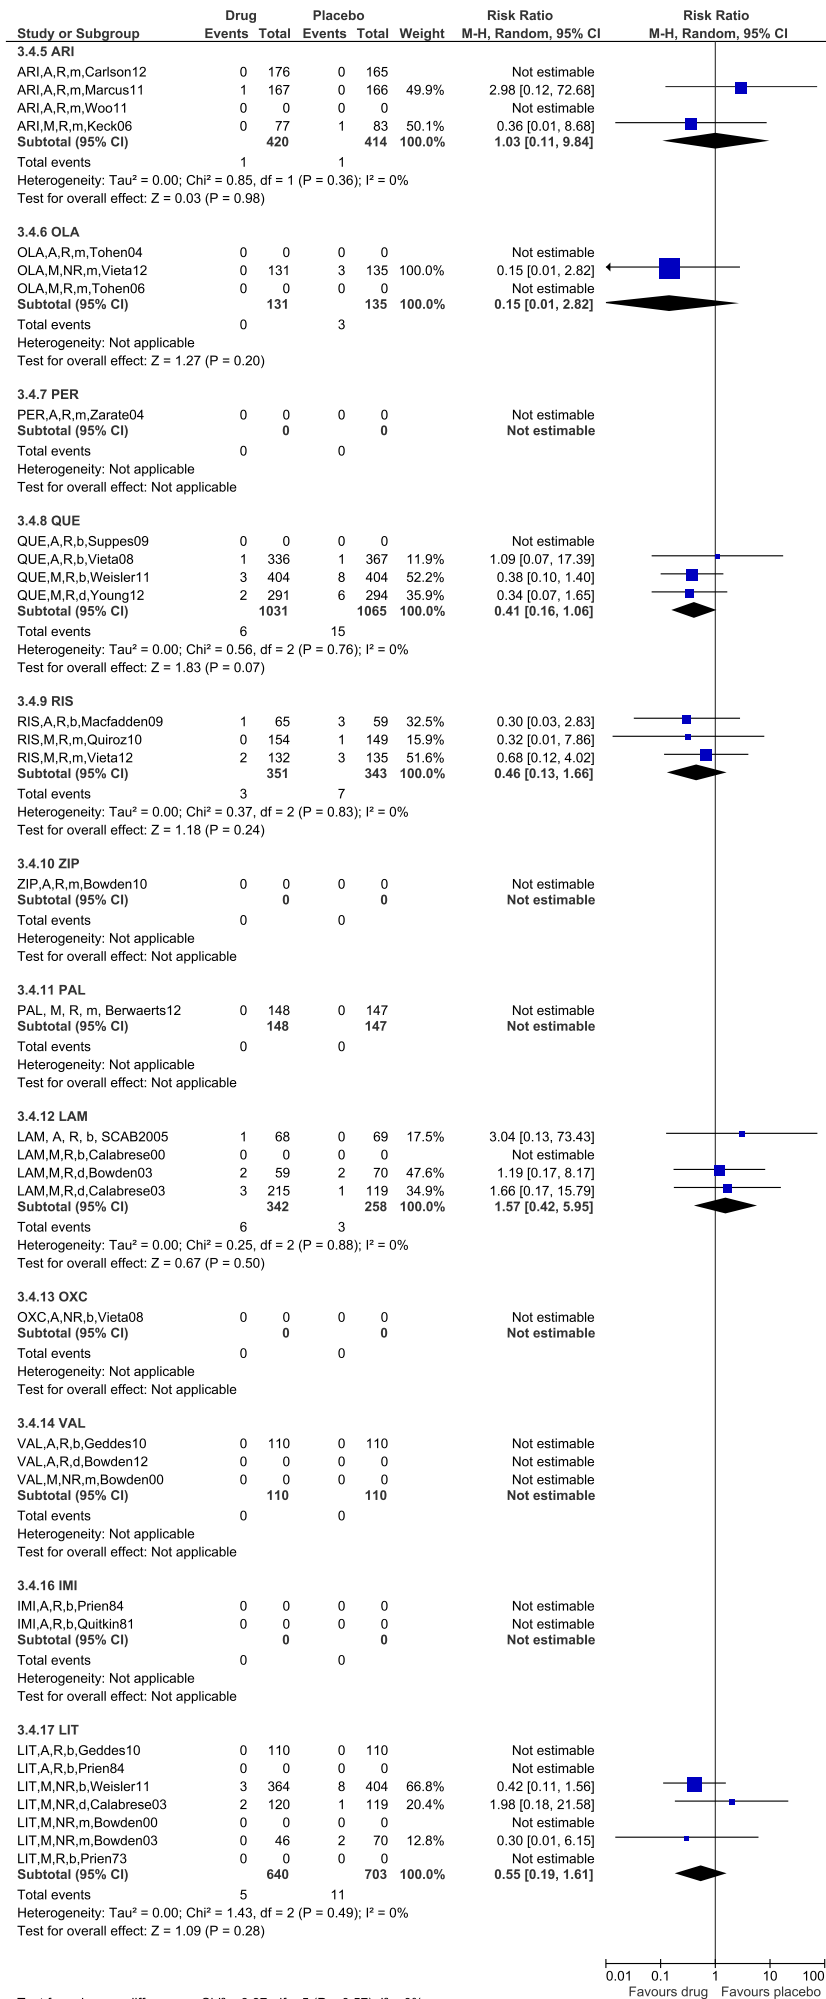 Drug Placebo Risk Ratio Risk Ratio
Study or Subgroup Events Total Events Total Weight M-H, Random, 95% CI M-H, Random, 95% CI
3.4.5 ARI
ARI,A,R,m,Carlson12 0 176 0 165 Not estimable
ARI,A,R,m,Marcus11 1 167 0 166 49.9% 2.98 [0.12, 72.68]
ARI,A,R,m,Woo11 0 0 0 0 Not estimable
ARI,M,R,m,Keck06 0 77 1 83 50.1% 0.36 [0.01, 8.68]
Subtotal (95% CI) 420 414 100.0% 1.03 [0.11, 9.84]
Total events 1 1
Heterogeneity: Tau² = 0.00; Chi² = 0.85, df = 1 (P = 0.36); I² = 0%
Test for overall effect: Z = 0.03 (P = 0.98)
3.4.6 OLA
OLA,A,R,m,Tohen04 0 0 0 0 Not estimable
OLA,M,NR,m,Vieta12 0 131 3 135 100.0% 0.15 [0.01, 2.82]
OLA,M,R,m,Tohen06 0 0 0 0 Not estimable
Subtotal (95% CI) 131 135 100.0% 0.15 [0.01, 2.82]
Total events 0 3
Heterogeneity: Not applicable
Test for overall effect: Z = 1.27 (P = 0.20)
3.4.7 PER
PER,A,R,m,Zarate04 0 0 0 0 Not estimable
Subtotal (95% CI) 0 0 Not estimable
Total events 0 0
Heterogeneity: Not applicable
Test for overall effect: Not applicable
3.4.8 QUE
QUE,A,R,b,Suppes09 0 0 0 0 Not estimable
QUE,A,R,b,Vieta08 1 336 1 367 11.9% 1.09 [0.07, 17.39]
QUE,M,R,b,Weisler11 3 404 8 404 52.2% 0.38 [0.10, 1.40]
QUE,M,R,d,Young12 2 291 6 294 35.9% 0.34 [0.07, 1.65]
Subtotal (95% CI) 1031 1065 100.0% 0.41 [0.16, 1.06]
Total events 6 15
Heterogeneity: Tau² = 0.00; Chi² = 0.56, df = 2 (P = 0.76); I² = 0%
Test for overall effect: Z = 1.83 (P = 0.07)
3.4.9 RIS
RIS,A,R,b,Macfadden09 1 65 3 59 32.5% 0.30 [0.03, 2.83]
RIS,M,R,m,Quiroz10 0 154 1 149 15.9% 0.32 [0.01, 7.86]
RIS,M,R,m,Vieta12 2 132 3 135 51.6% 0.68 [0.12, 4.02]
Subtotal (95% CI) 351 343 100.0% 0.46 [0.13, 1.66]
Total events 3 7
Heterogeneity: Tau² = 0.00; Chi² = 0.37, df = 2 (P = 0.83); I² = 0%
Test for overall effect: Z = 1.18 (P = 0.24)
3.4.10 ZIP
ZIP,A,R,m,Bowden10 0 0 0 0 Not estimable
Subtotal (95% CI) 0 0 Not estimable
Total events 0 0
Heterogeneity: Not applicable
Test for overall effect: Not applicable
3.4.11 PAL
PAL, M, R, m, Berwaerts12 0 148 0 147 Not estimable
Subtotal (95% CI) 148 147 Not estimable
Total events 0 0
Heterogeneity: Not applicable
Test for overall effect: Not applicable
3.4.12 LAM
LAM, A, R, b, SCAB2005 1 68 0 69 17.5% 3.04 [0.13, 73.43]
LAM,M,R,b,Calabrese00 0 0 0 0 Not estimable
LAM,M,R,d,Bowden03 2 59 2 70 47.6% 1.19 [0.17, 8.17]
LAM,M,R,d,Calabrese03 3 215 1 119 34.9% 1.66 [0.17, 15.79]
Subtotal (95% CI) 342 258 100.0% 1.57 [0.42, 5.95]
Total events 6 3
Heterogeneity: Tau² = 0.00; Chi² = 0.25, df = 2 (P = 0.88); I² = 0%
Test for overall effect: Z = 0.67 (P = 0.50)
3.4.13 OXC
OXC,A,NR,b,Vieta08 0 0 0 0 Not estimable
Subtotal (95% CI) 0 0 Not estimable
Total events 0 0
Heterogeneity: Not applicable
Test for overall effect: Not applicable
3.4.14 VAL
VAL,A,R,b,Geddes10 0 110 0 110 Not estimable
VAL,A,R,d,Bowden12 0 0 0 0 Not estimable
VAL,M,NR,m,Bowden00 0 0 0 0 Not estimable
Subtotal (95% CI) 110 110 Not estimable
Total events 0 0
Heterogeneity: Not applicable
Test for overall effect: Not applicable
3.4.16 IMI
IMI,A,R,b,Prien84 0 0 0 0 Not estimable
IMI,A,R,b,Quitkin81 0 0 0 0 Not estimable
Subtotal (95% CI) 0 0 Not estimable
Total events 0 0
Heterogeneity: Not applicable
Test for overall effect: Not applicable
3.4.17 LIT
LIT,A,R,b,Geddes10 0 110 0 110 Not estimable
LIT,A,R,b,Prien84 0 0 0 0 Not estimable
LIT,M,NR,b,Weisler11 3 364 8 404 66.8% 0.42 [0.11, 1.56]
LIT,M,NR,d,Calabrese03 2 120 1 119 20.4% 1.98 [0.18, 21.58]
LIT,M,NR,m,Bowden00 0 0 0 0 Not estimable
LIT,M,NR,m,Bowden03 0 46 2 70 12.8% 0.30 [0.01, 6.15]
LIT,M,R,b,Prien73 0 0 0 0 Not estimable
Subtotal (95% CI) 640 703 100.0% 0.55 [0.19, 1.61]
Total events 5 11
Heterogeneity: Tau² = 0.00; Chi² = 1.43, df = 2 (P = 0.49); I² = 0%
Test for overall effect: Z = 1.09 (P = 0.28)
0.01 0.1 1 10 100
Favours drug Favours placebo